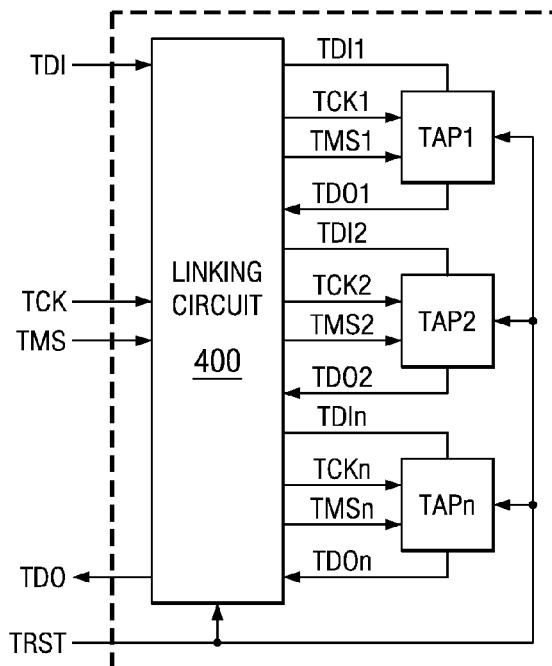 TDI
TCK
TMS
TDO
TRST
LINKING
CIRCUIT
400
TDI1
TCK1
TMS1
TDO1
TAP1
TDI2
TCK2
TMS2
TDO2
TAP2
TDIn
TCKn
TMSn
TDOn
TAPn